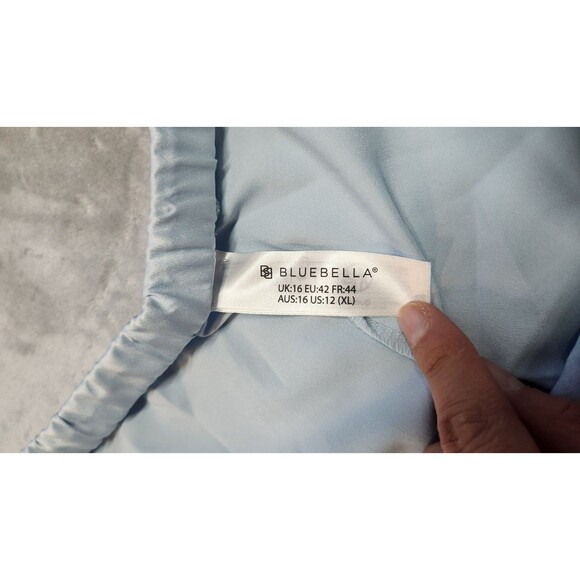 BLUEBELLA®
UK:16 EU:42 FR:44
AUS:16 US:12 (XL)